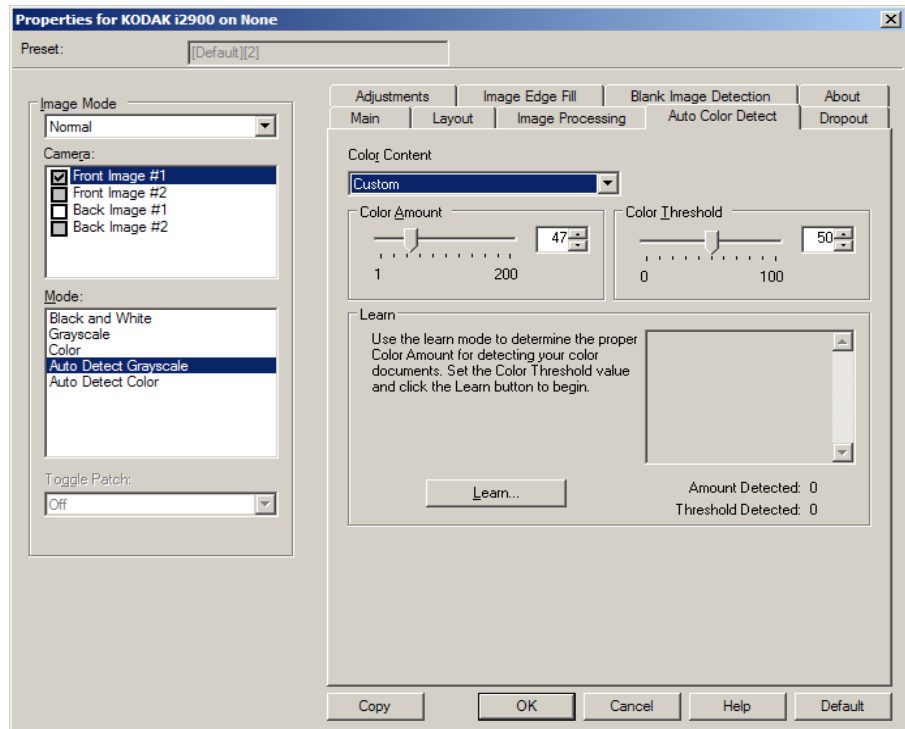 Properties for KODAK i2900 on None
Preset:
[Default][2]
Image Mode
Normal
Camera:
Front Image #1
Front Image #2
Back Image #1
Back Image #2
Mode:
Black and White
Grayscale
Color
Auto Detect Grayscale
Auto Detect Color
Toggle Patch:
Off
Adjustments
Image Edge Fill
Blank Image Detection
About
Main
Layout
Image Processing
Auto Color Detect
Dropout
Color Content
Custom
Color Amount
47
1
200
Color Threshold
50
0
100
Learn
Use the learn mode to determine the proper
Color Amount for detecting your color
documents. Set the Color Threshold value
and click the Learn button to begin.
Learn...
Amount Detected: 0
Threshold Detected: 0
Copy
OK
Cancel
Help
Default